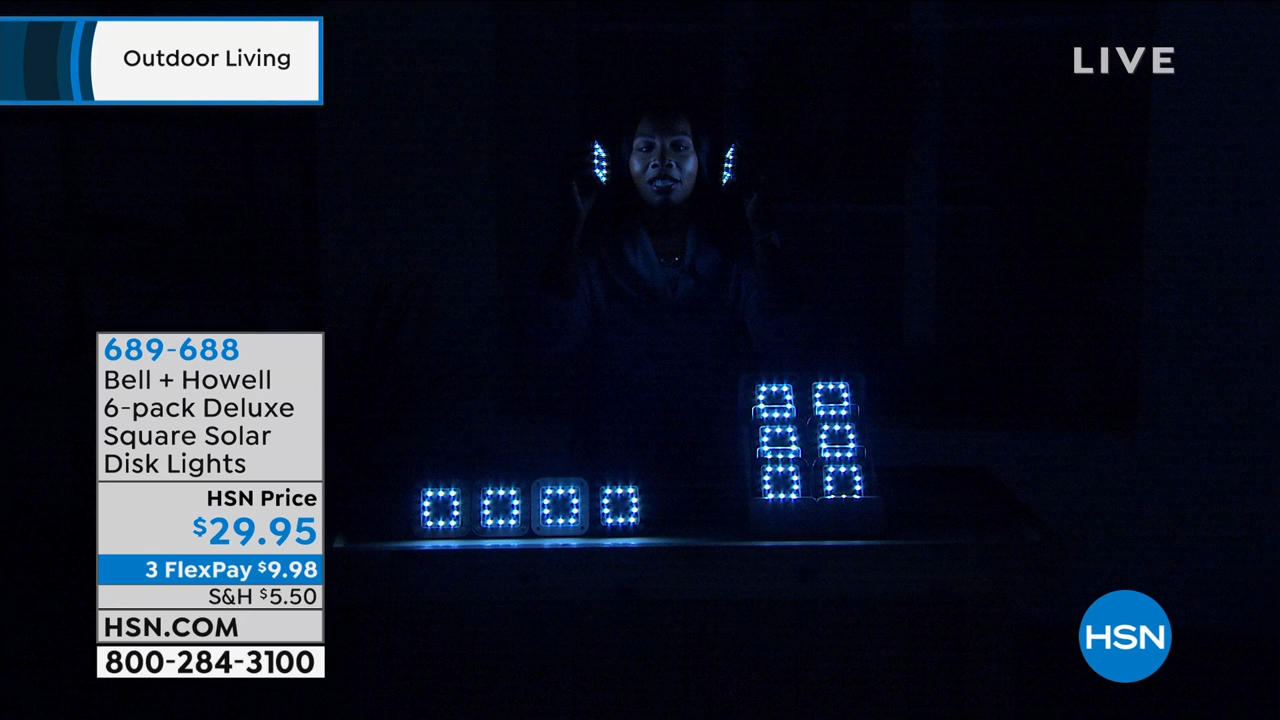 Outdoor Living
LIVE
689-688
Bell + Howell
6-pack Deluxe
Square Solar
Disk Lights
HSN Price
$29.95
3 FlexPay $9.98
S&H $5.50
HSN.COM
800-284-3100
HSN